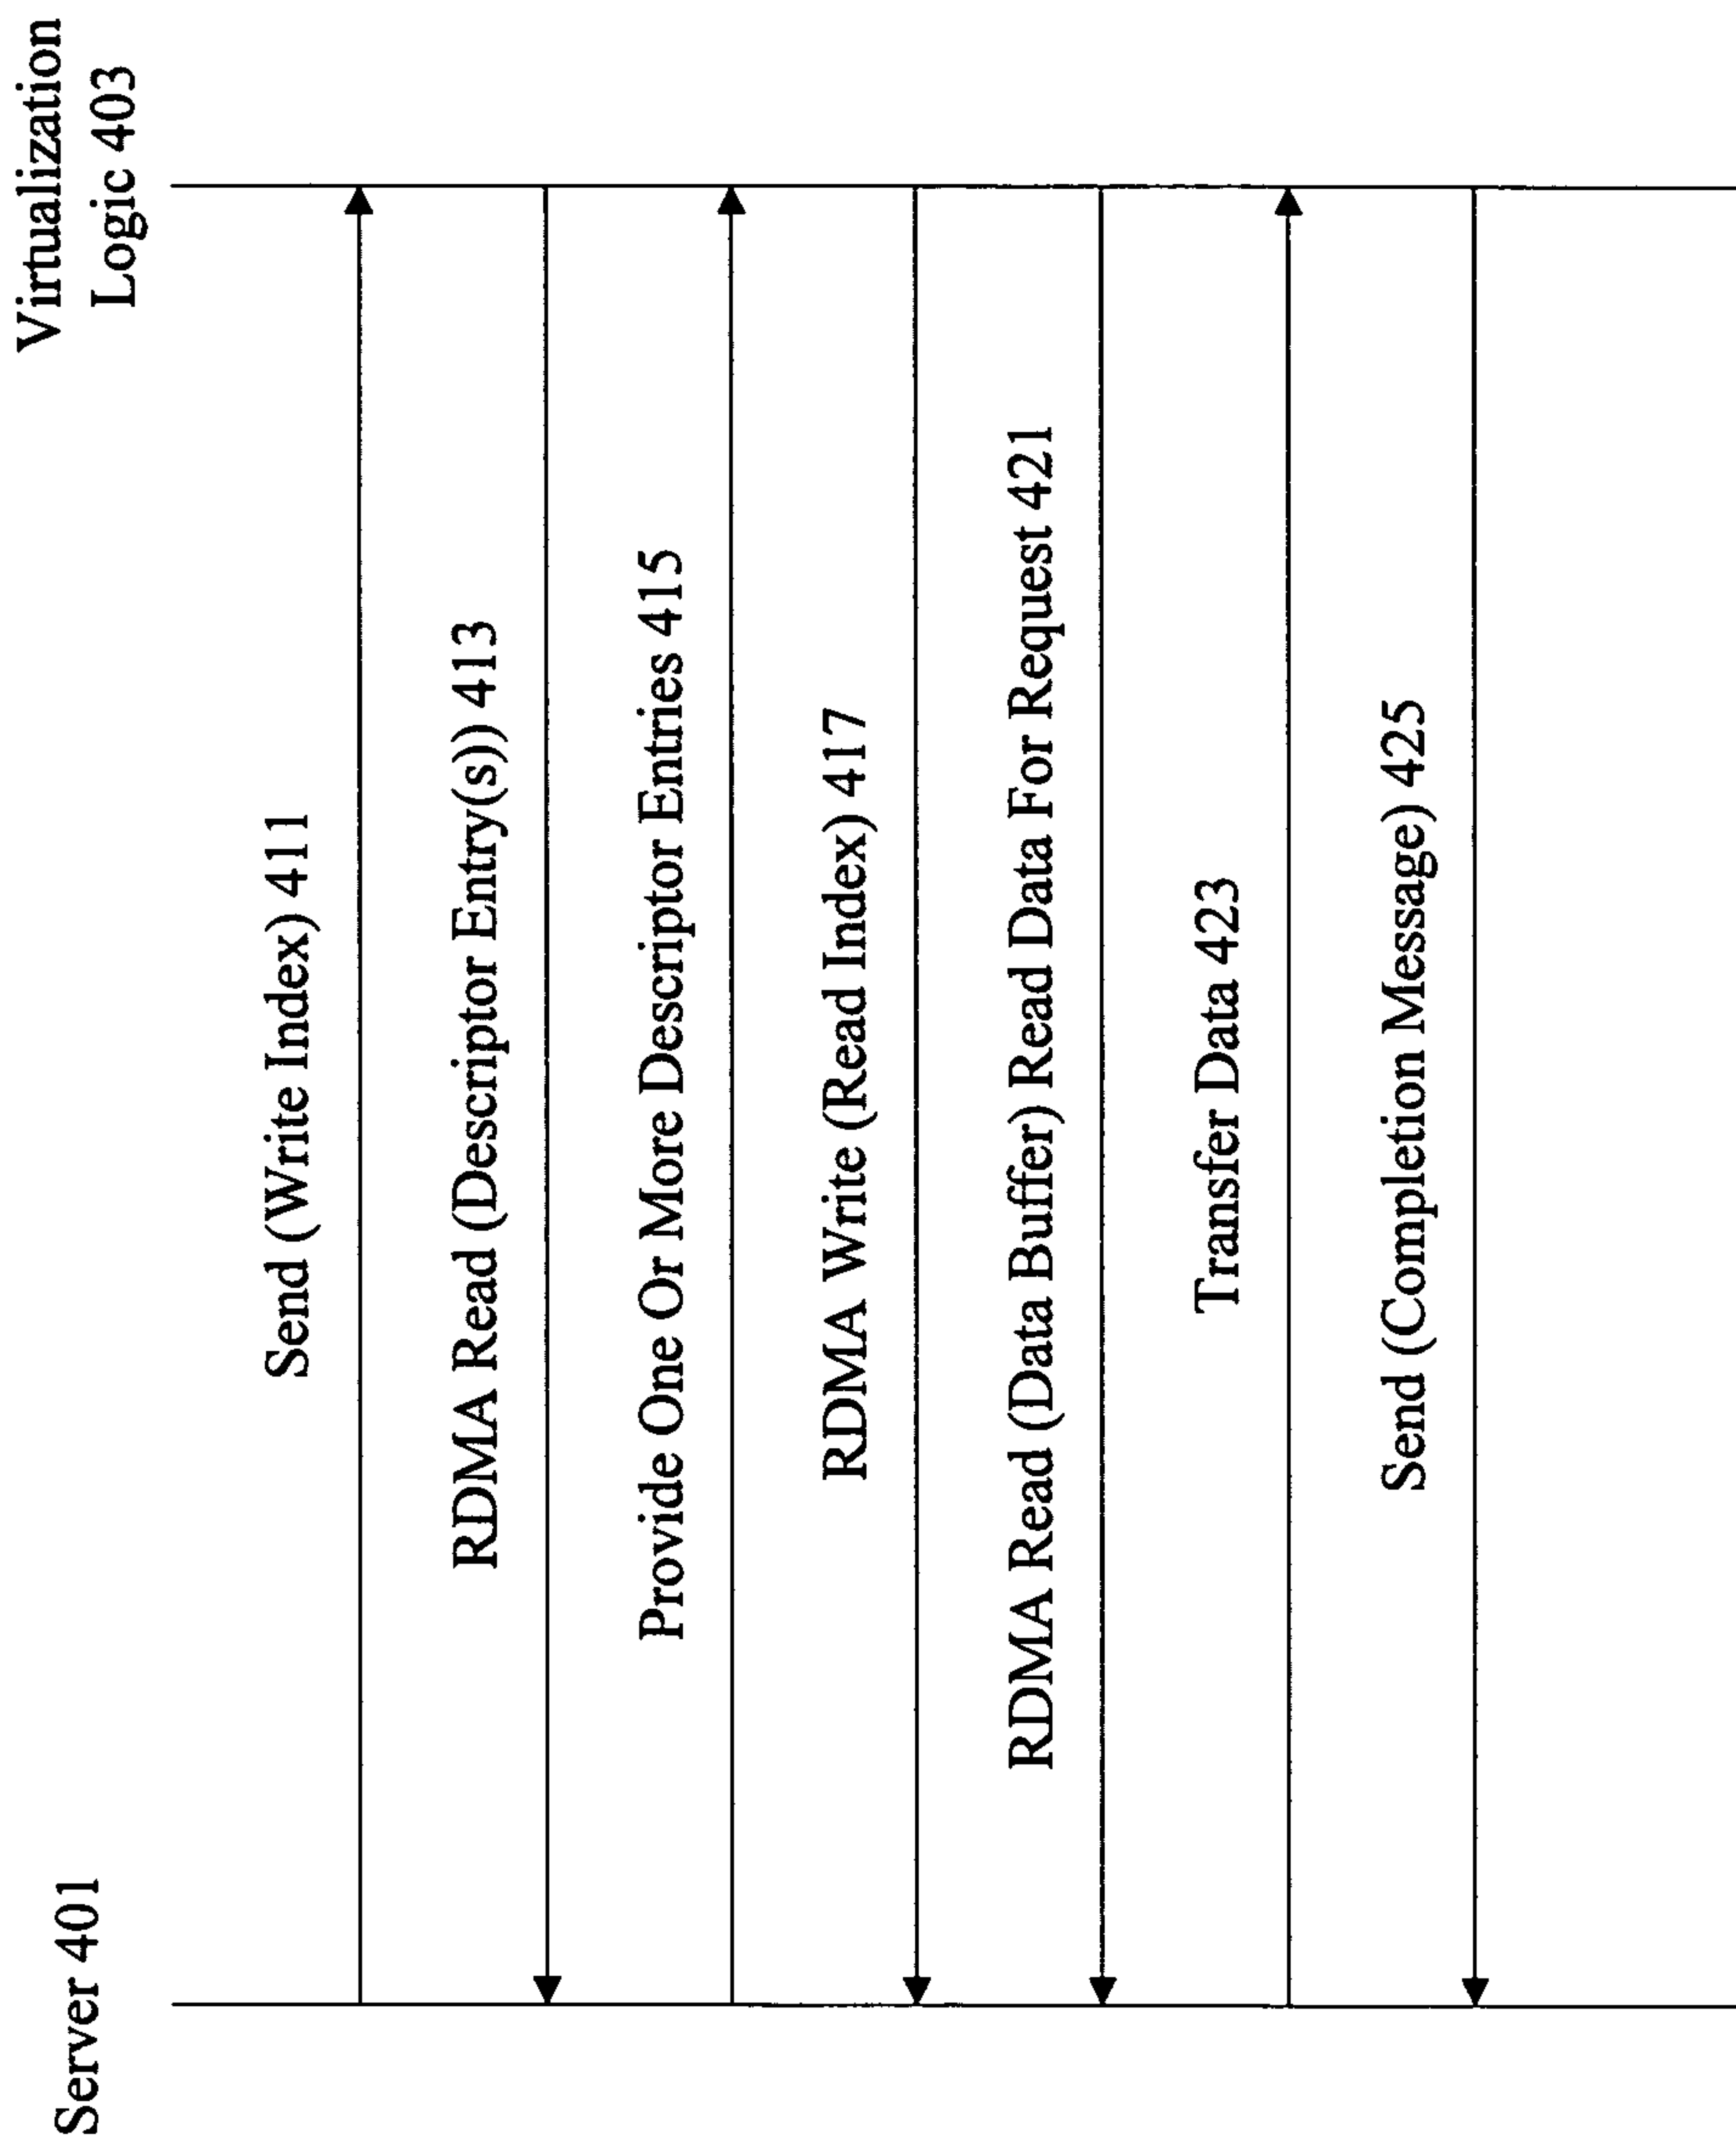 Server 401
Virtualization
Logic 403
Send (Write Index) 411
RDMA Read (Descriptor Entry(s)) 413
Provide One Or More Descriptor Entries 415
RDMA Write (Read Index) 417
RDMA Read (Data Buffer) Read Data For Request 421
Transfer Data 423
Send (Completion Message) 425